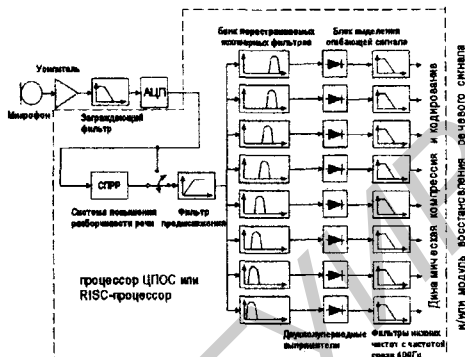 Блок перестраиваемых
полосовых фильтров
Блок выделения
огибающей сигнала
Усилитель
Микрофон
Заграждающий
фильтр
АЦП
СПРР
Система повышения
разборчивости речи
Фильтр
предискажения
процессор ЦПОС или
RISC-процессор
Двухполупериодные
выпрямители
Фильтры нижних
частот с частотой
среза 400Гц
Динамическая компрессия и кодирование
и/или модуль восстановления речевого сигнала